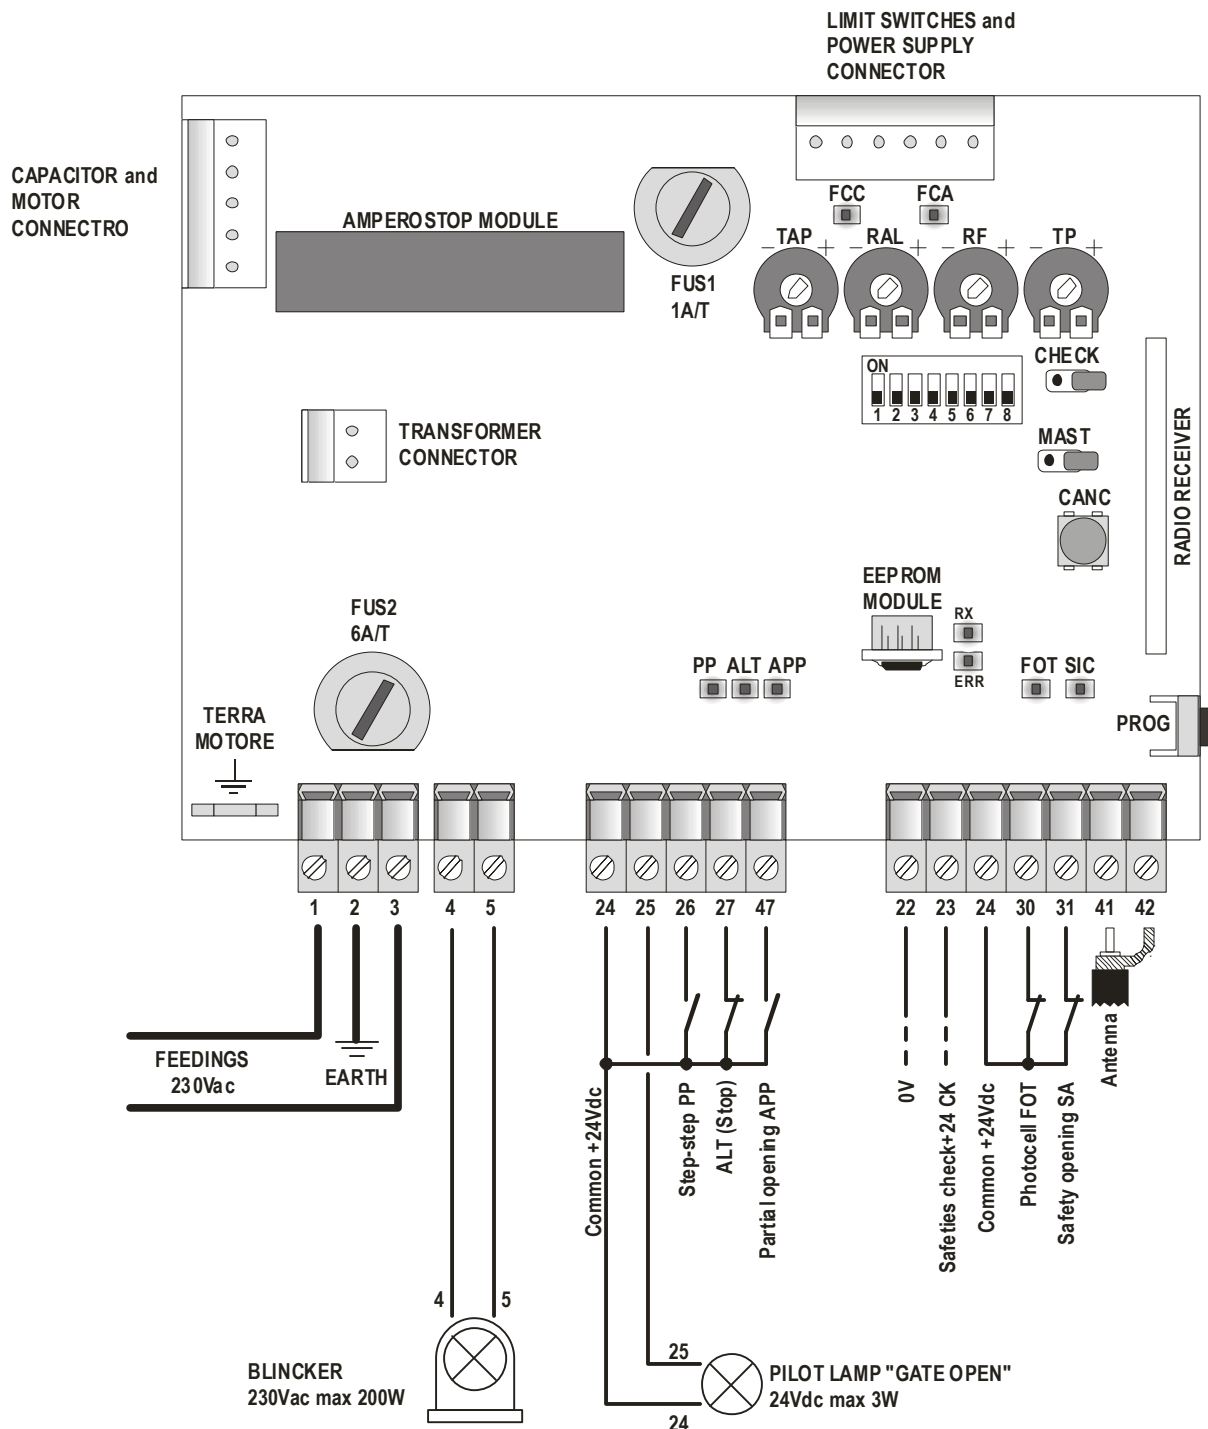 LIMIT SWITCHES and
POWER SUPPLY
CONNECTOR
CAPACITOR and
MOTOR
CONNECTRO
AMPEROSTOP MODULE
FUS1
1A/T
FCC
FCA
- TAP +
- RAL +
- RF +
- TP +
ON
1 2 3 4 5 6 7 8
CHECK
MAST
CANC
RADIO RECEIVER
TRANSFORMER
CONNECTOR
EEPROM
MODULE
RX
ERR
FUS2
6A/T
PP ALT APP
FOT SIC
PROG
TERRA
MOTORE
1 2 3 4 5 24 25 26 27 47 22 23 24 30 31 41 42
FEEDINGS
230Vac
EARTH
Common +24Vdc
Step-step PP
ALT (Stop)
Partial opening APP
0V
Safeties check+24 CK
Common +24Vdc
Photocell FOT
Safety opening SA
Antenna
4 5
BLINCKER
230Vac max 200W
25
24
PILOT LAMP "GATE OPEN"
24Vdc max 3W